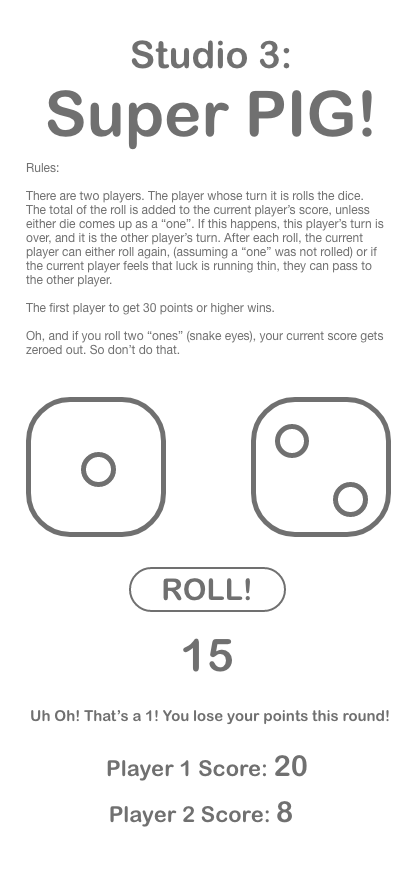 Studio 3:
Super PIG!
Rules:
There are two players. The player whose turn it is rolls the dice.
The total of the roll is added to the current player’s score, unless
either die comes up as a “one”. If this happens, this player’s turn is
over, and it is the other player’s turn. After each roll, the current
player can either roll again, (assuming a “one” was not rolled) or if
the current player feels that luck is running thin, they can pass to
the other player.
The first player to get 30 points or higher wins.
Oh, and if you roll two “ones” (snake eyes), your current score gets
zeroed out. So don’t do that.
ROLL!
15
Uh Oh! That’s a 1! You lose your points this round!
Player 1 Score: 20
Player 2 Score: 8